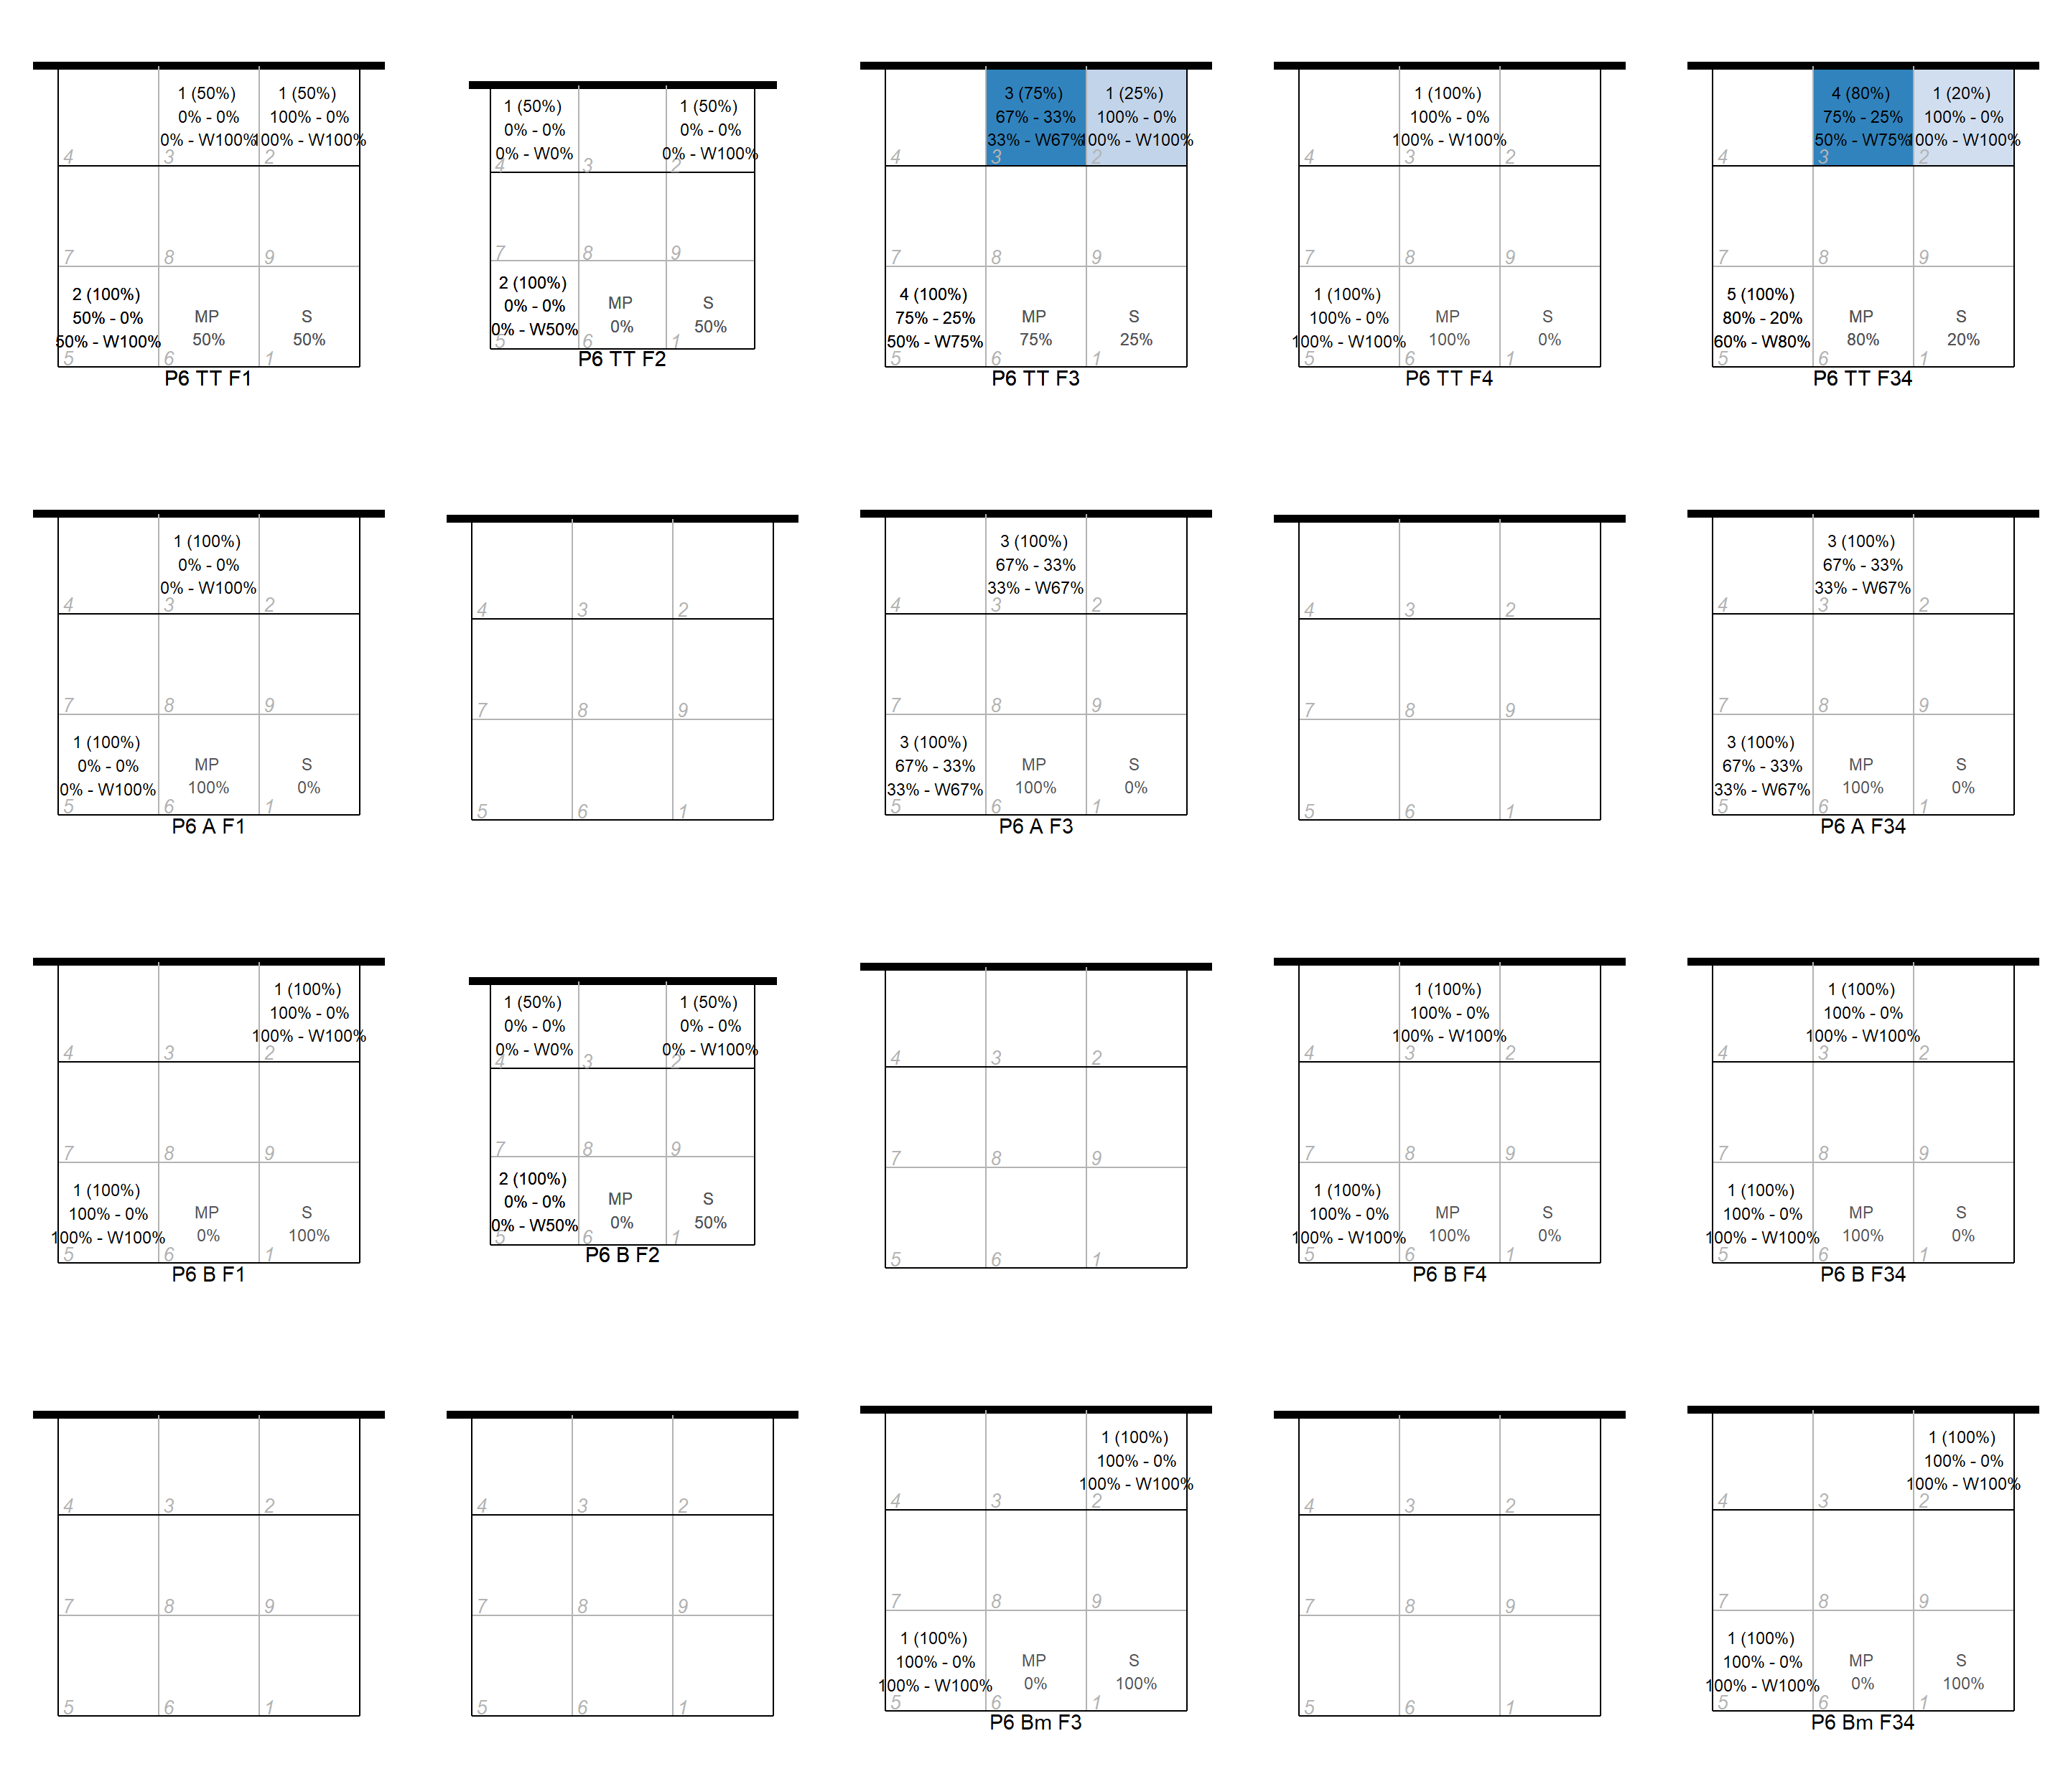 1 (50%) 1 (50%)
0% - 0% 100% - 0%
0% - W100% 100% - W100%
4 3 2
7 8 9
2 (100%)
50% - 0% MP S
50% - W100% 50% 50%
5 6 1
P6 TT F1
1 (50%) 1 (50%)
0% - 0% 0% - 0%
0% - W0% 0% - W100%
4 3 2
7 8 9
2 (100%)
0% - 0% MP S
0% - W50% 0% 50%
5 6 1
P6 TT F2
3 (75%) 1 (25%)
67% - 33% 100% - 0%
33% - W67% 100% - W100%
4 3 2
7 8 9
4 (100%)
75% - 25% MP S
50% - W75% 75% 25%
5 6 1
P6 TT F3
1 (100%)
100% - 0%
100% - W100%
4 3 2
7 8 9
1 (100%)
100% - 0% MP S
100% - W100% 100% 0%
5 6 1
P6 TT F4
4 (80%) 1 (20%)
75% - 25% 100% - 0%
50% - W75% 100% - W100%
4 3 2
7 8 9
5 (100%)
80% - 20% MP S
60% - W80% 80% 20%
5 6 1
P6 TT F34
1 (100%)
0% - 0%
0% - W100%
4 3 2
7 8 9
1 (100%)
0% - 0% MP S
0% - W100% 100% 0%
5 6 1
P6 A F1
4 3 2
7 8 9
5 6 1
3 (100%)
67% - 33%
33% - W67%
4 3 2
7 8 9
3 (100%)
67% - 33% MP S
33% - W67% 100% 0%
5 6 1
P6 A F3
4 3 2
7 8 9
5 6 1
3 (100%)
67% - 33%
33% - W67%
4 3 2
7 8 9
3 (100%)
67% - 33% MP S
33% - W67% 100% 0%
5 6 1
P6 A F34
1 (100%)
100% - 0%
100% - W100%
4 3 2
7 8 9
1 (100%)
100% - 0% MP S
100% - W100% 0% 100%
5 6 1
P6 B F1
1 (50%) 1 (50%)
0% - 0% 0% - 0%
0% - W0% 0% - W100%
4 3 2
7 8 9
2 (100%)
0% - 0% MP S
0% - W50% 0% 50%
5 6 1
P6 B F2
4 3 2
7 8 9
5 6 1
1 (100%)
100% - 0%
100% - W100%
4 3 2
7 8 9
1 (100%)
100% - 0% MP S
100% - W100% 100% 0%
5 6 1
P6 B F4
1 (100%)
100% - 0%
100% - W100%
4 3 2
7 8 9
1 (100%)
100% - 0% MP S
100% - W100% 100% 0%
5 6 1
P6 B F34
4 3 2
7 8 9
5 6 1
4 3 2
7 8 9
5 6 1
1 (100%)
100% - 0%
100% - W100%
4 3 2
7 8 9
1 (100%)
100% - 0% MP S
100% - W100% 0% 100%
5 6 1
P6 Bm F3
4 3 2
7 8 9
5 6 1
1 (100%)
100% - 0%
100% - W100%
4 3 2
7 8 9
1 (100%)
100% - 0% MP S
100% - W100% 0% 100%
5 6 1
P6 Bm F34